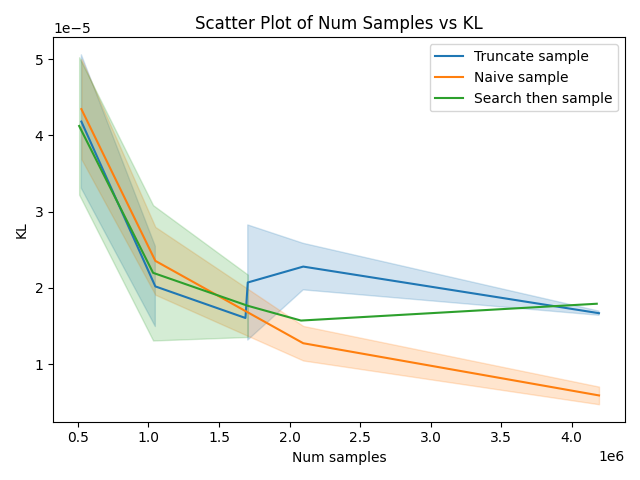 Scatter Plot of Num Samples vs KL
1e−5
Truncate sample
Naive sample
Search then sample
5
4
3
2
1
KL
0.5 1.0 1.5 2.0 2.5 3.0 3.5 4.0
1e6
Num samples